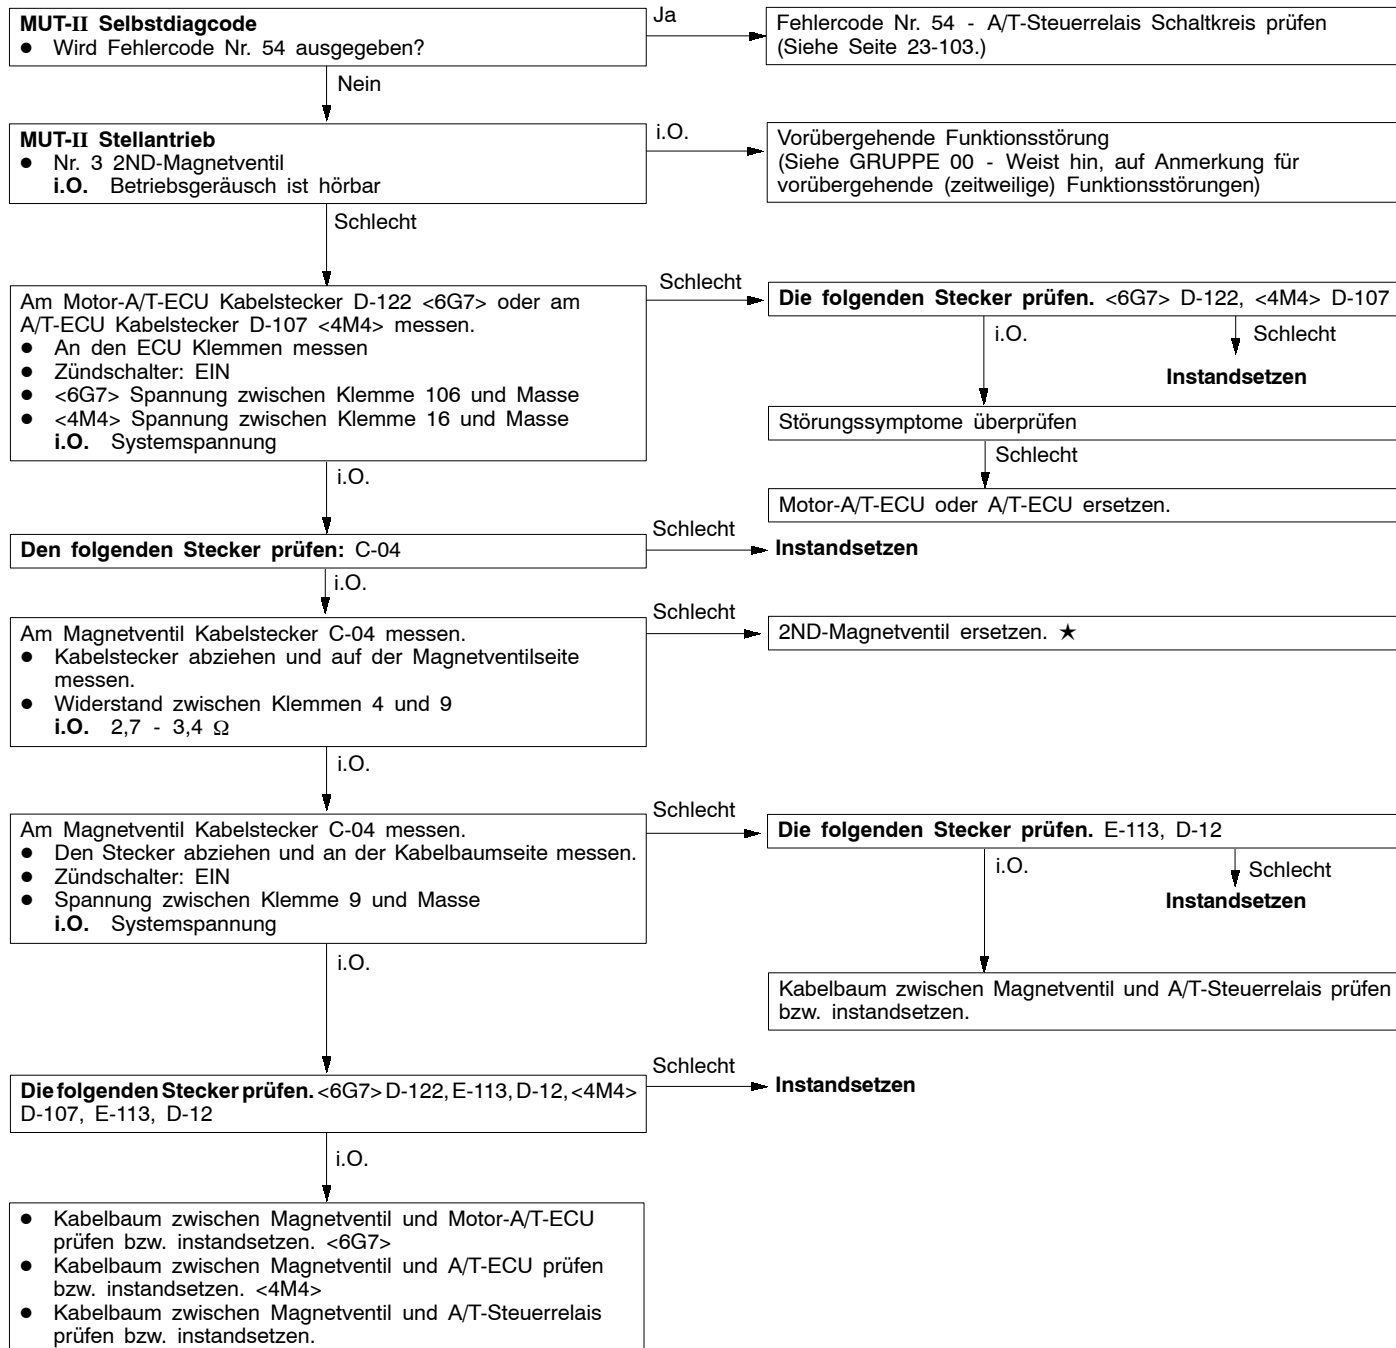 MUT-II Selbstdiagcode
● Wird Fehlercode Nr. 54 ausgegeben?
Ja
Fehlercode Nr. 54 - A/T-Steuerrelais Schaltkreis prüfen
(Siehe Seite 23-103.)
Nein
MUT-II Stellantrieb
● Nr. 3 2ND-Magnetventil
i.O. Betriebsgeräusch ist hörbar
i.O.
Vorübergehende Funktionsstörung
(Siehe GRUPPE 00 - Weist hin, auf Anmerkung für
vorübergehende (zeitweilige) Funktionsstörungen)
Schlecht
Am Motor-A/T-ECU Kabelstecker D-122 <6G7> oder am
A/T-ECU Kabelstecker D-107 <4M4> messen.
● An den ECU Klemmen messen
● Zündschalter: EIN
● <6G7> Spannung zwischen Klemme 106 und Masse
● <4M4> Spannung zwischen Klemme 16 und Masse
i.O. Systemspannung
Schlecht
Die folgenden Stecker prüfen. <6G7> D-122, <4M4> D-107
i.O.
Schlecht
Instandsetzen
Störungssymptome überprüfen
Schlecht
Motor-A/T-ECU oder A/T-ECU ersetzen.
i.O.
Den folgenden Stecker prüfen: C-04
Schlecht
Instandsetzen
i.O.
Am Magnetventil Kabelstecker C-04 messen.
● Kabelstecker abziehen und auf der Magnetventilseite
messen.
● Widerstand zwischen Klemmen 4 und 9
i.O. 2,7 - 3,4 Ω
Schlecht
2ND-Magnetventil ersetzen. ★
i.O.
Am Magnetventil Kabelstecker C-04 messen.
● Den Stecker abziehen und an der Kabelbaumseite messen.
● Zündschalter: EIN
● Spannung zwischen Klemme 9 und Masse
i.O. Systemspannung
Schlecht
Die folgenden Stecker prüfen. E-113, D-12
i.O.
Schlecht
Instandsetzen
Kabelbaum zwischen Magnetventil und A/T-Steuerrelais prüfen
bzw. instandsetzen.
i.O.
Die folgenden Stecker prüfen. <6G7> D-122, E-113, D-12, <4M4>
D-107, E-113, D-12
Schlecht
Instandsetzen
i.O.
● Kabelbaum zwischen Magnetventil und Motor-A/T-ECU
prüfen bzw. instandsetzen. <6G7>
● Kabelbaum zwischen Magnetventil und A/T-ECU prüfen
bzw. instandsetzen. <4M4>
● Kabelbaum zwischen Magnetventil und A/T-Steuerrelais
prüfen bzw. instandsetzen.